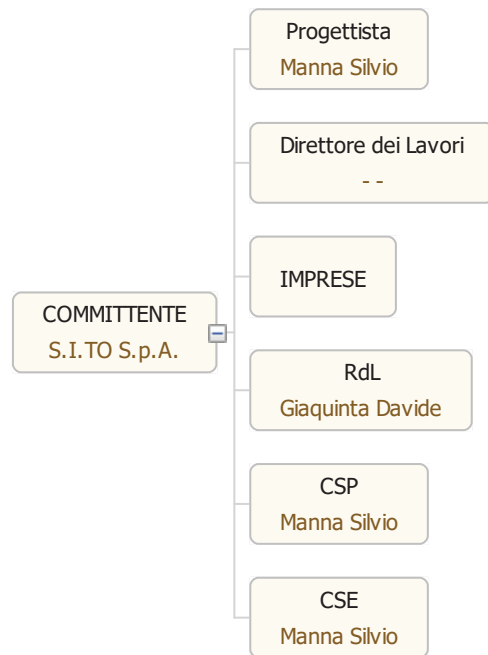 Progettista
Manna Silvio
Direttore dei Lavori
- -
IMPRESE
COMMITTENTE
S.I.TO S.p.A.
RdL
Giaquinta Davide
CSP
Manna Silvio
CSE
Manna Silvio